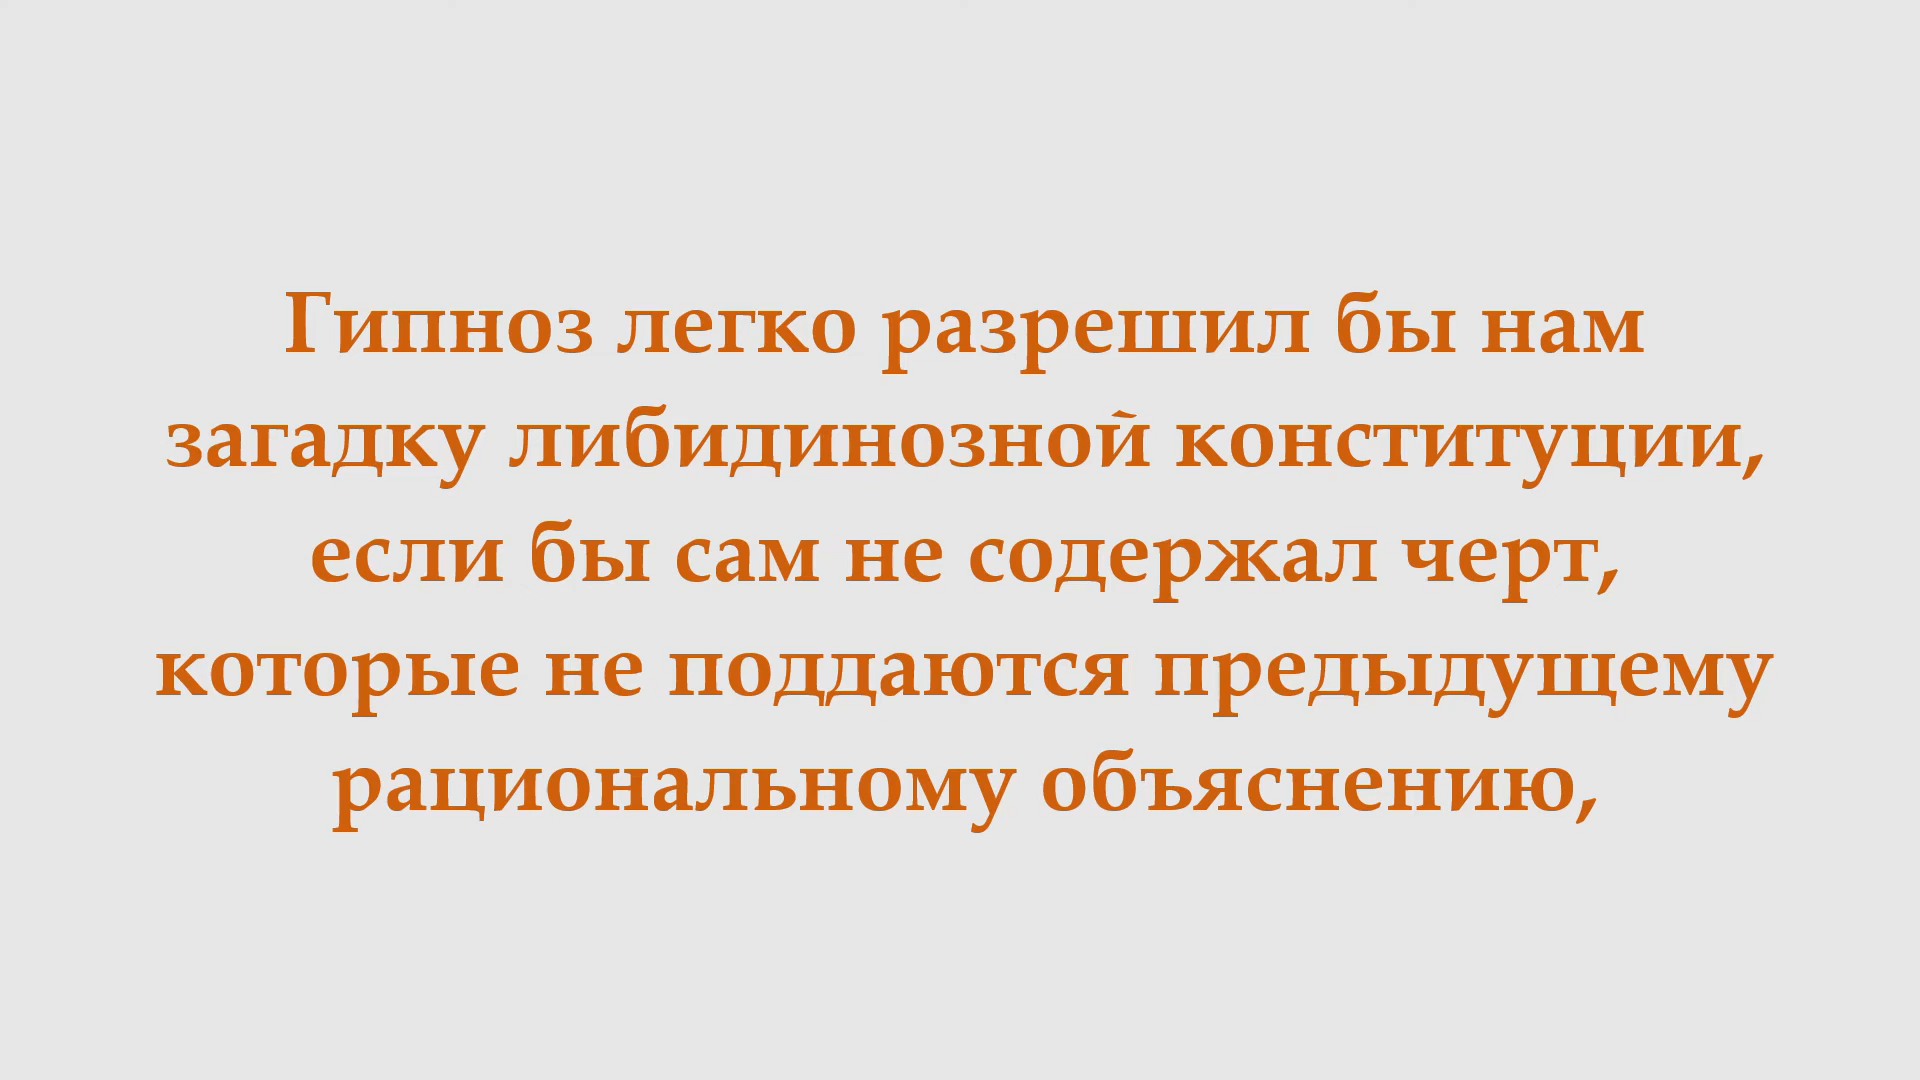 Гипноз легко разрешил бы нам
загадку либидинозной конституции,
если бы сам не содержал черт,
которые не поддаются предыдущему
рациональному объяснению,